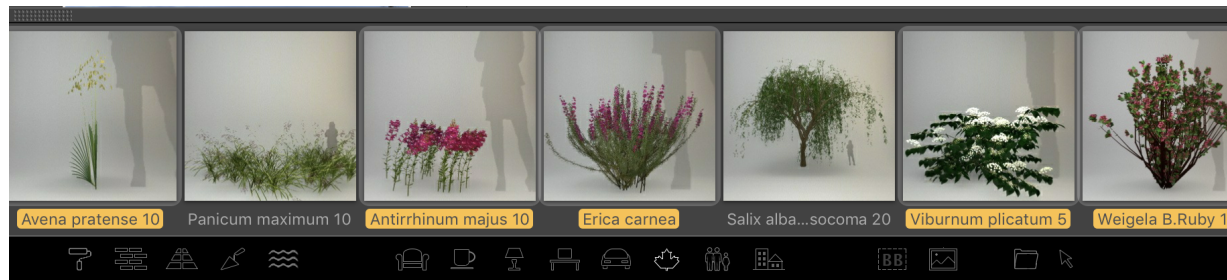 Avena pratense 10
Panicum maximum 10
Antirrhinum majus 10
Erica carnea
Salix alba...socoma 20
Viburnum plicatum 5
Weigela B.Ruby 1
BB